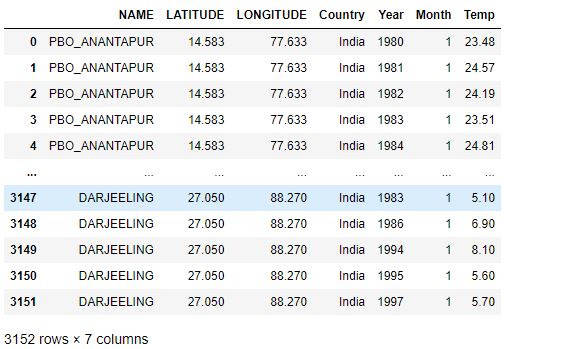 NAME LATITUDE LONGITUDE Country Year Month Temp
0 PBO_ANANTAPUR 14.583 77.633 India 1980 1 23.48
1 PBO_ANANTAPUR 14.583 77.633 India 1981 1 24.57
2 PBO_ANANTAPUR 14.583 77.633 India 1982 1 24.19
3 PBO_ANANTAPUR 14.583 77.633 India 1983 1 23.51
4 PBO_ANANTAPUR 14.583 77.633 India 1984 1 24.81
... ... ... ... ... ... ... ...
3147 DARJEELING 27.050 88.270 India 1983 1 5.10
3148 DARJEELING 27.050 88.270 India 1986 1 6.90
3149 DARJEELING 27.050 88.270 India 1994 1 8.10
3150 DARJEELING 27.050 88.270 India 1995 1 5.60
3151 DARJEELING 27.050 88.270 India 1997 1 5.70
3152 rows × 7 columns